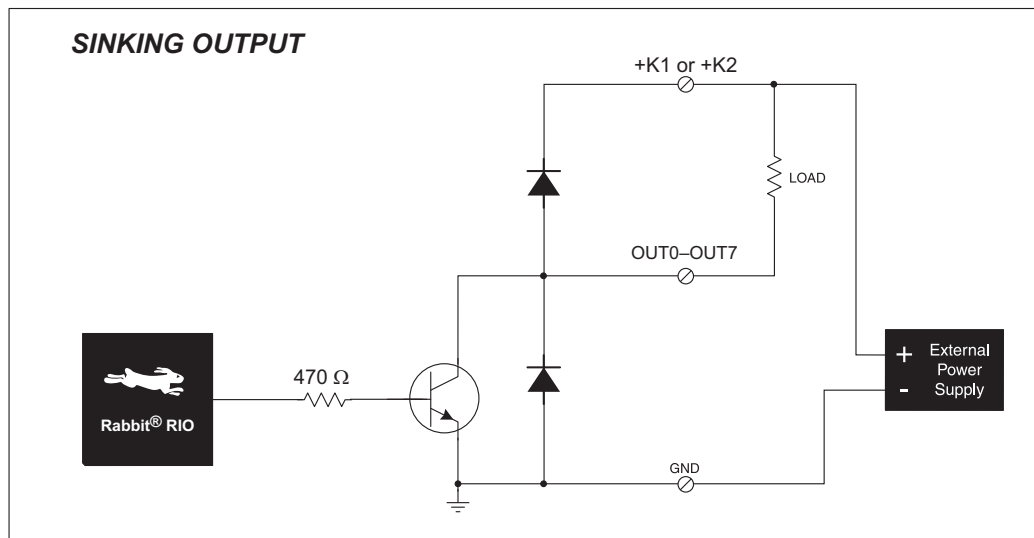 SINKING OUTPUT
+K1 or +K2
LOAD
OUT0–OUT7
470 Ω
Rabbit® RIO
+ External
Power
- Supply
GND